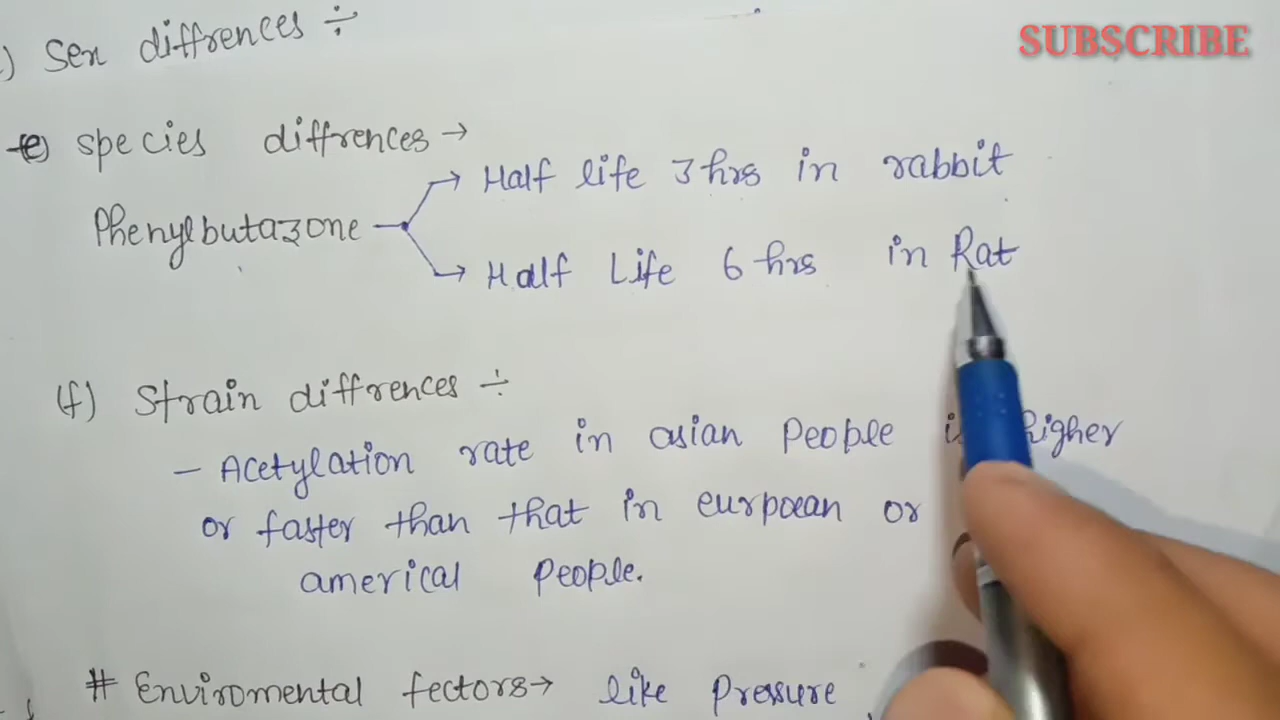 SUBSCRIBE
) Sex diffrences ÷
(e) species diffrences →
Half life 3 hrs in rabbit
Phenylbutazone
Half Life 6 hrs in Rat
(f) Strain diffrences ÷
- Acetylation rate in asian People higher
or faster than that in eurpoean or
americal people.
# Enviromental fectors → like pressure